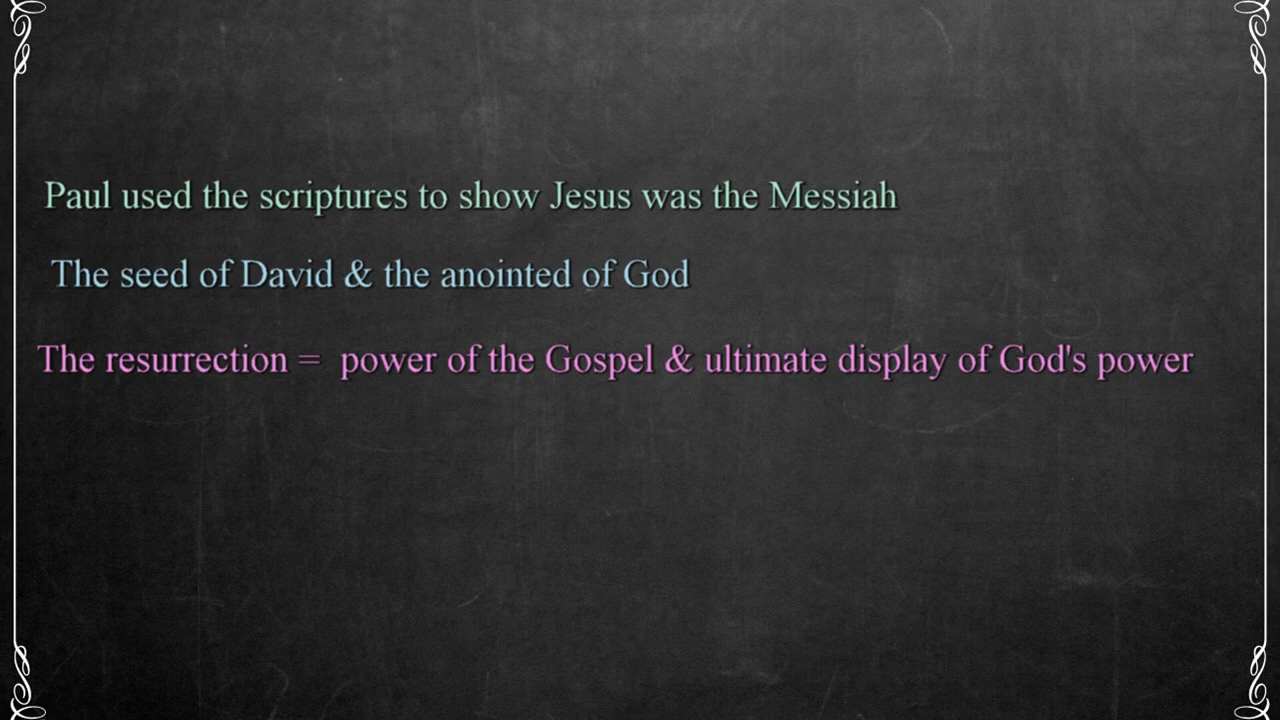 Paul used the scriptures to show Jesus was the Messiah
The seed of David & the anointed of God
The resurrection =  power of the Gospel & ultimate display of God's power